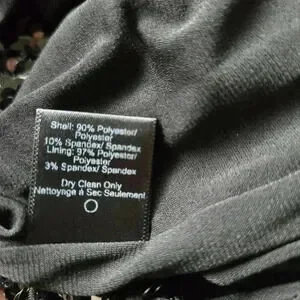 Shell: 90% Polyester/
Polyester
10% Spandex/ Spandex
Lining: 97% Polyester/
Polyester
3% Spandex/ Spandex
Dry Clean Only
Nettoyage à Sec Seulement